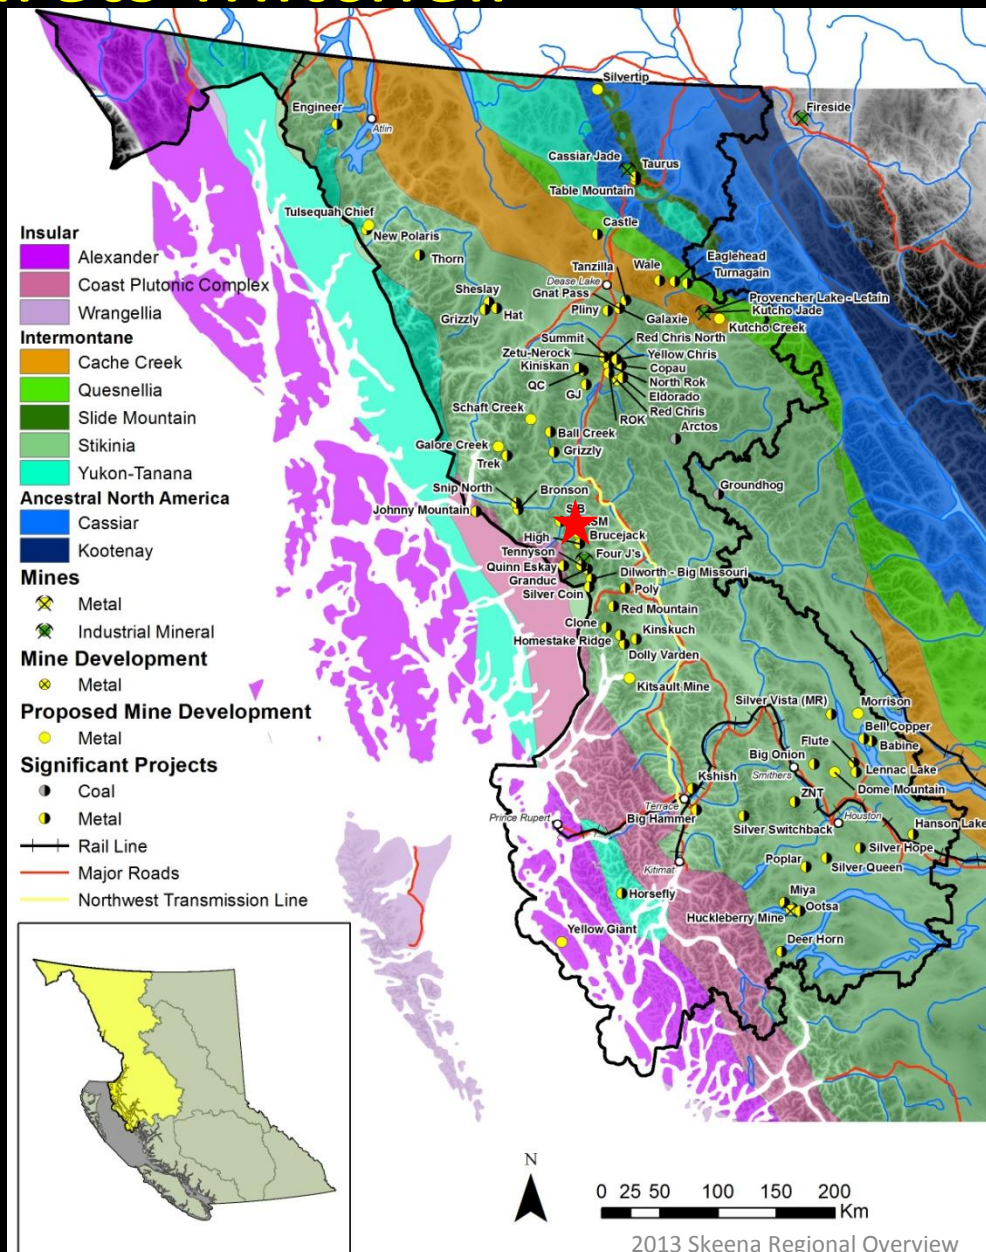 Silvertip
Fireside
Engineer
Atlin
Cassiar Jade
Taurus
Table Mountain
Tulsequah Chief
New Polaris
Castle
Thorn
Eaglehead
Tanzilla
Wale
Turnagain
Dease Lake
Gnat Pass
Provencher Lake - Letain
Sheslay
Kutcho Jade
Grizzly
Hat
Pliny
Galaxie
Kutcho Creek
Summit
Red Chris North
Zetu-Nerock
Yellow Chris
Kiniskan
Copau
QC
North Rok
GJ
Eldorado
Red Chris
Schaft Creek
ROK
Arctos
Ball Creek
Galore Creek
Grizzly
Trek
Groundhog
Snip North
Bronson
Johnny Mountain
High
Brucejack
Tennyson
Four J's
Quinn Eskay
Dilworth - Big Missouri
Granduc
Silver Coin
Poly
Red Mountain
Clone
Kinskuch
Homestake Ridge
Dolly Varden
Kitsault Mine
Silver Vista (MR)
Morrison
Bell Copper
Flute
Babine
Big Onion
Smithers
Lennac Lake
Kshish
Dome Mountain
ZNT
Terrace
Prince Rupert
Big Hammer
Houston
Hanson Lake
Silver Switchback
Silver Hope
Poplar
Silver Queen
Kitimat
Miya
Horsefly
Ootsa
Huckleberry Mine
Yellow Giant
Deer Horn
Insular
Alexander
Coast Plutonic Complex
Wrangellia
Intermontane
Cache Creek
Quesnellia
Slide Mountain
Stikinia
Yukon-Tanana
Ancestral North America
Cassiar
Kootenay
Mines
Metal
Industrial Mineral
Mine Development
Metal
Proposed Mine Development
Metal
Significant Projects
Coal
Metal
Rail Line
Major Roads
Northwest Transmission Line
N
0 25 50 100 150 200
Km
2013 Skeena Regional Overview